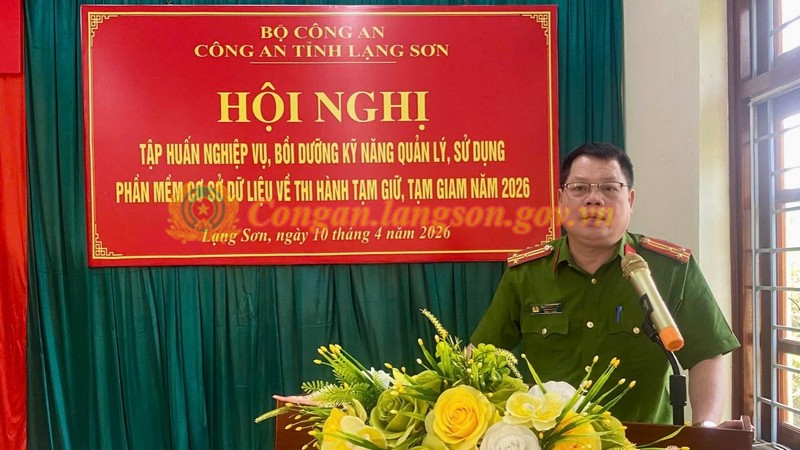 BỘ CÔNG AN
CÔNG AN TỈNH LẠNG SƠN
HỘI NGHỊ
TẬP HUẤN NGHIỆP VỤ, BỒI DƯỠNG KỸ NĂNG QUẢN LÝ, SỬ DỤNG
PHẦN MỀM CƠ SỞ DỮ LIỆU VỀ THI HÀNH TẠM GIỮ, TẠM GIAM NĂM 2026
Congan.langson.gov.vn
Lạng Sơn, ngày 10 tháng 4 năm 2026